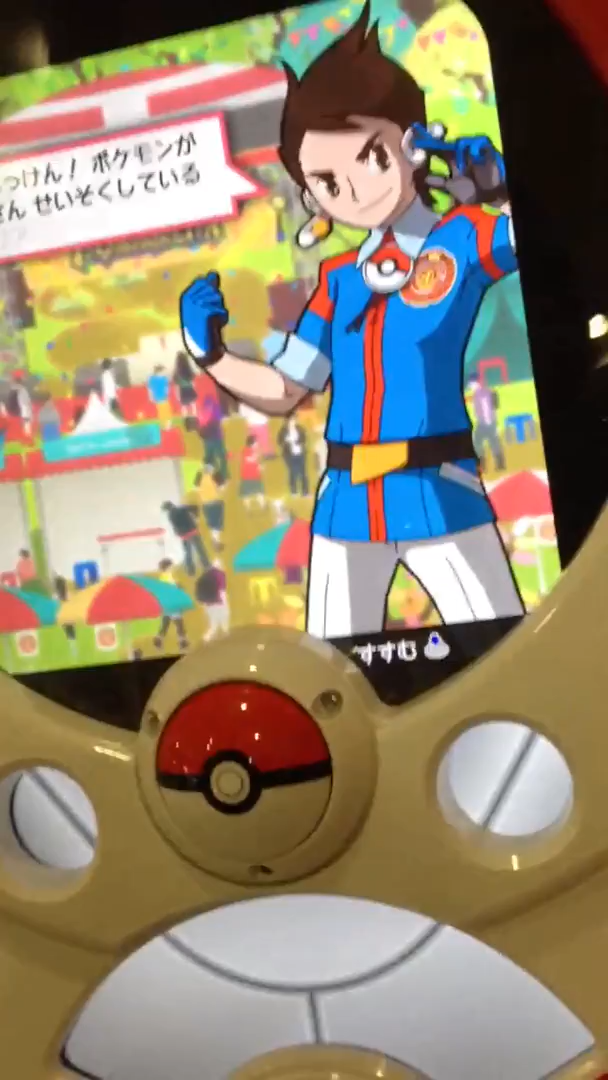 っけん！ ポケモンが
さん せいそくしている
すすむ